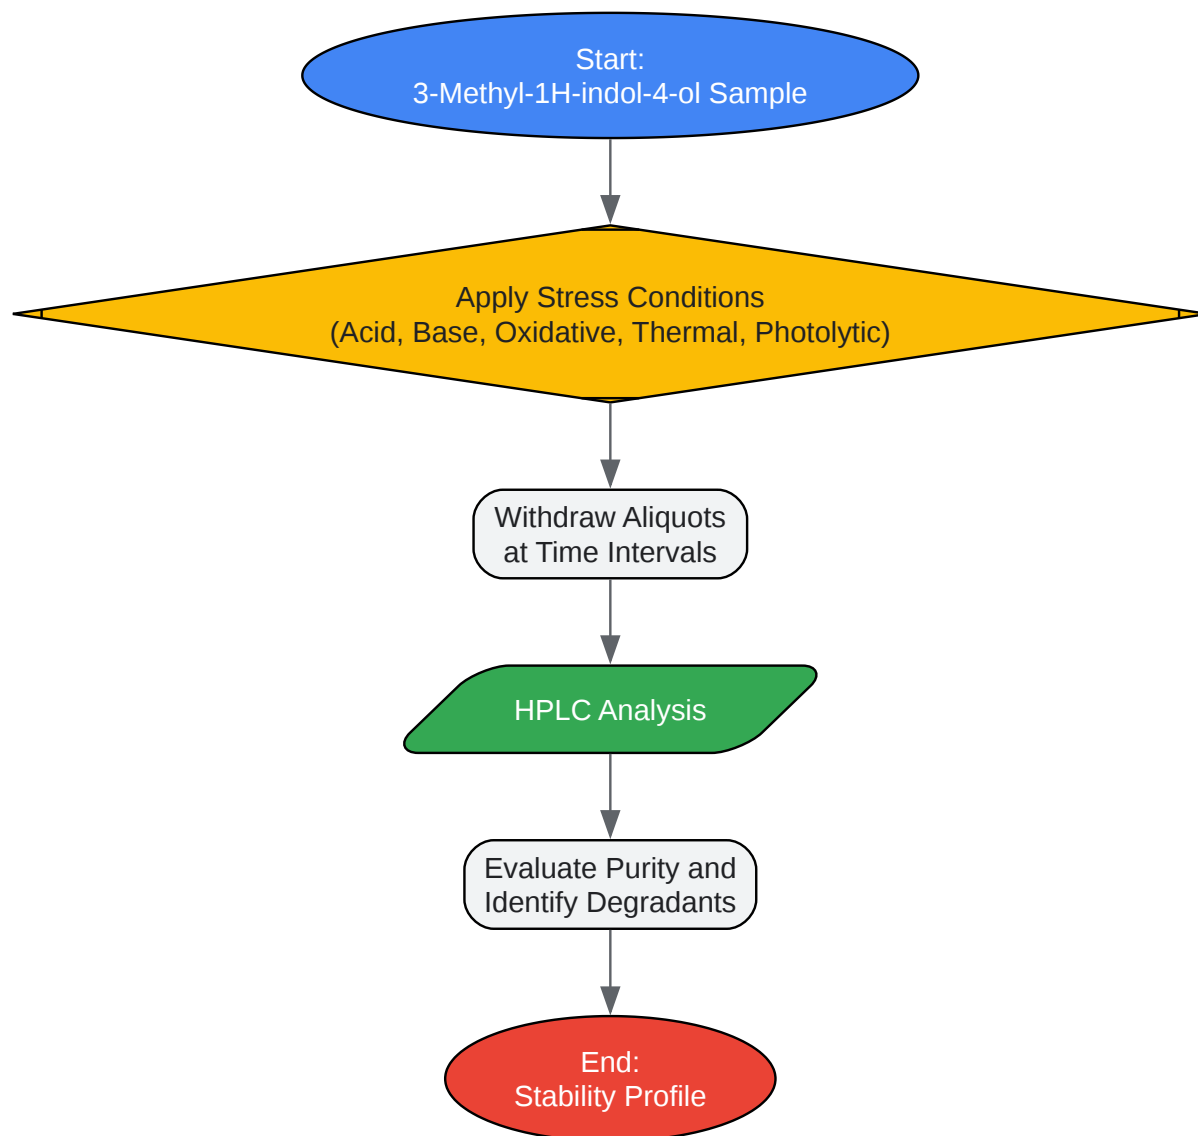 Start:
3-Methyl-1H-indol-4-ol Sample
Apply Stress Conditions
(Acid, Base, Oxidative, Thermal, Photolytic)
Withdraw Aliquots
at Time Intervals
HPLC Analysis
Evaluate Purity and
Identify Degradants
End:
Stability Profile